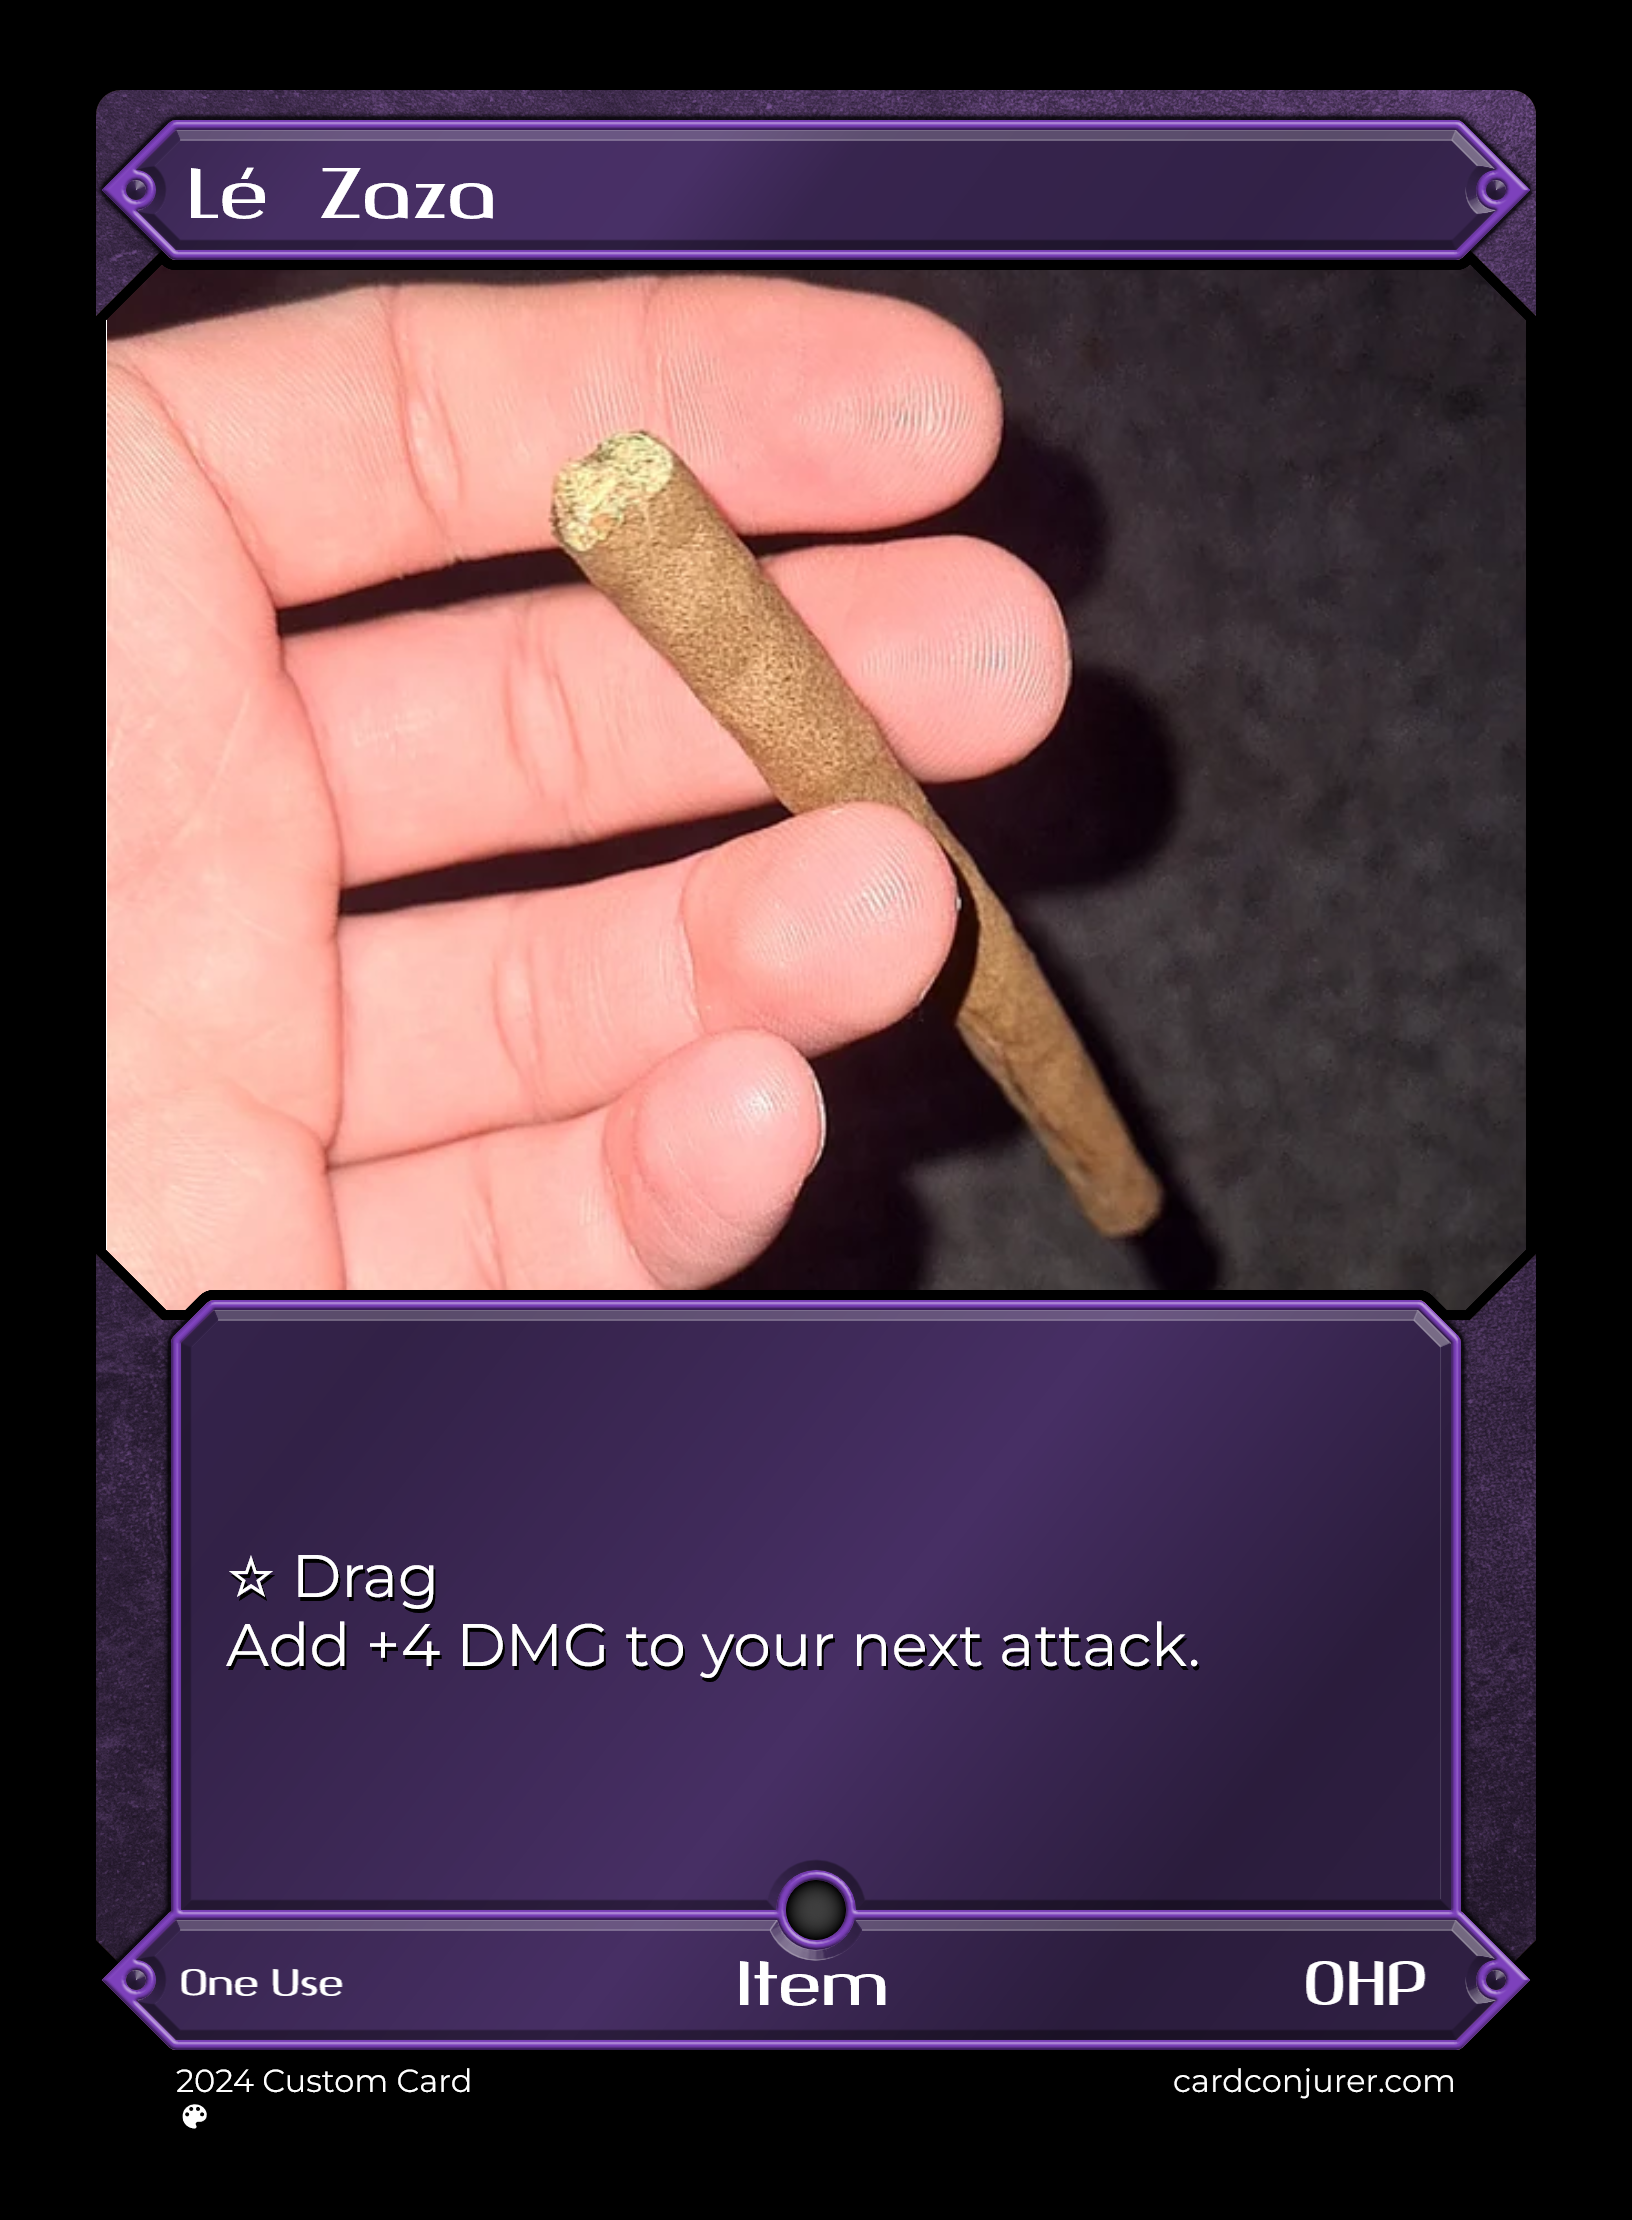 Lé Zaza
☆ Drag
Add +4 DMG to your next attack.
One Use
Item
0HP
2024 Custom Card
cardconjurer.com